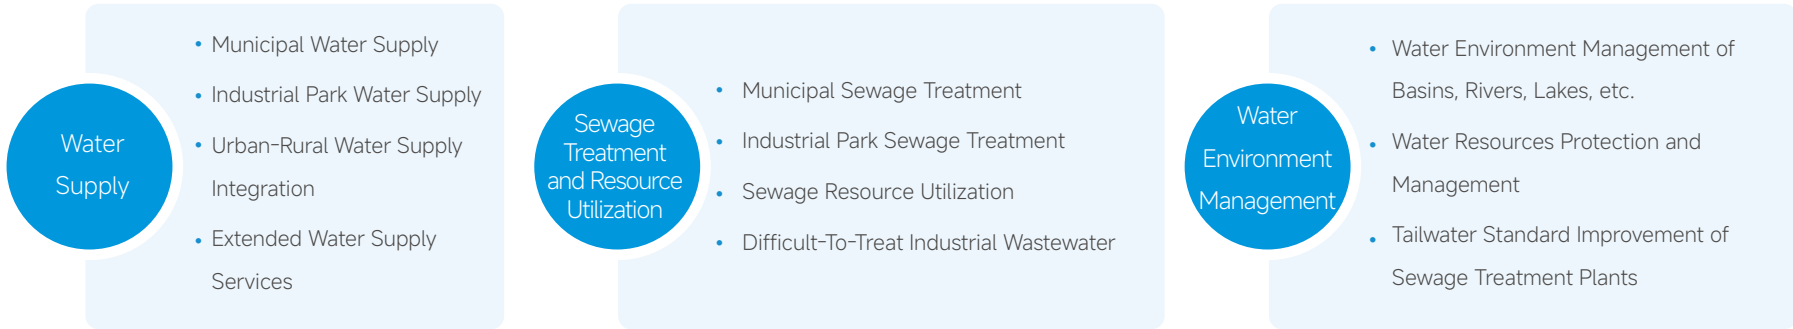 Water
Supply
• Municipal Water Supply
• Industrial Park Water Supply
• Urban-Rural Water Supply
Integration
• Extended Water Supply
Services
Sewage
Treatment
and Resource
Utilization
• Municipal Sewage Treatment
• Industrial Park Sewage Treatment
• Sewage Resource Utilization
• Difficult-To-Treat Industrial Wastewater
Water
Environment
Management
• Water Environment Management of
Basins, Rivers, Lakes, etc.
• Water Resources Protection and
Management
• Tailwater Standard Improvement of
Sewage Treatment Plants